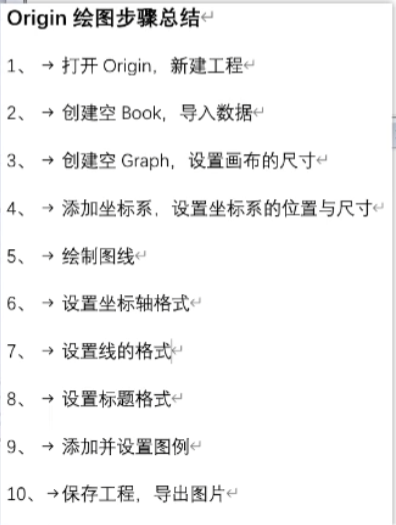 Origin 绘图步骤总结↵
1、 → 打开 Origin，新建工程↵
2、 → 创建空 Book，导入数据↵
3、 → 创建空 Graph，设置画布的尺寸↵
4、 → 添加坐标系，设置坐标系的位置与尺寸↵
5、 → 绘制图线↵
6、 → 设置坐标轴格式↵
7、 → 设置线的格式↵
8、 → 设置标题格式↵
9、 → 添加并设置图例↵
10、→保存工程，导出图片↵